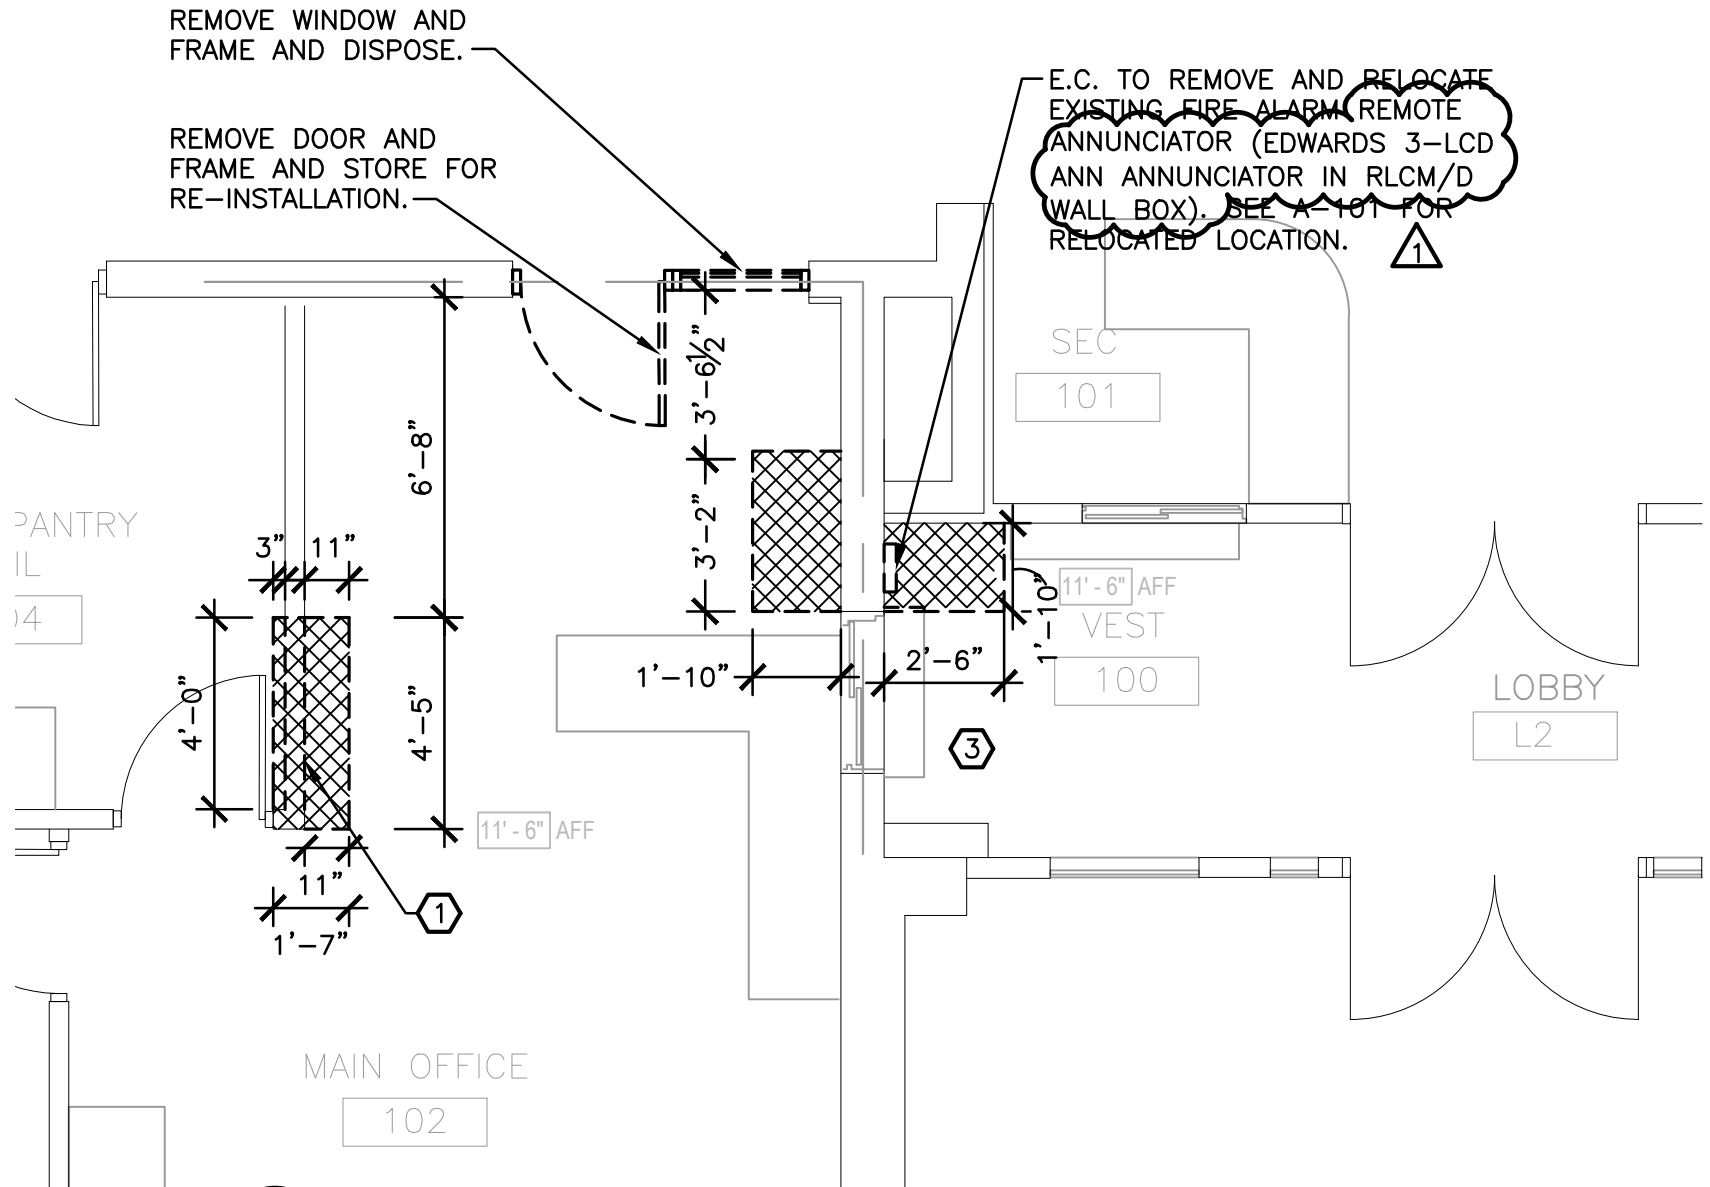 REMOVE WINDOW AND
FRAME AND DISPOSE.
REMOVE DOOR AND
FRAME AND STORE FOR
RE-INSTALLATION.
E.C. TO REMOVE AND RELOCATE
EXISTING FIRE ALARM REMOTE
ANNUNCIATOR (EDWARDS 3-LCD
ANN ANNUNCIATOR IN RLCM/D
WALL BOX). SEE A-101 FOR
RELOCATED LOCATION.
1
SEC
101
3'-6 1/2"
6'-8"
3'-2"
PANTRY
IL
04
3" 11"
11' - 6" AFF
1'-10"
VEST
100
1'-10"
2'-6"
LOBBY
L2
4'-0"
4'-5"
3
11' - 6" AFF
11"
1
1'-7"
MAIN OFFICE
102